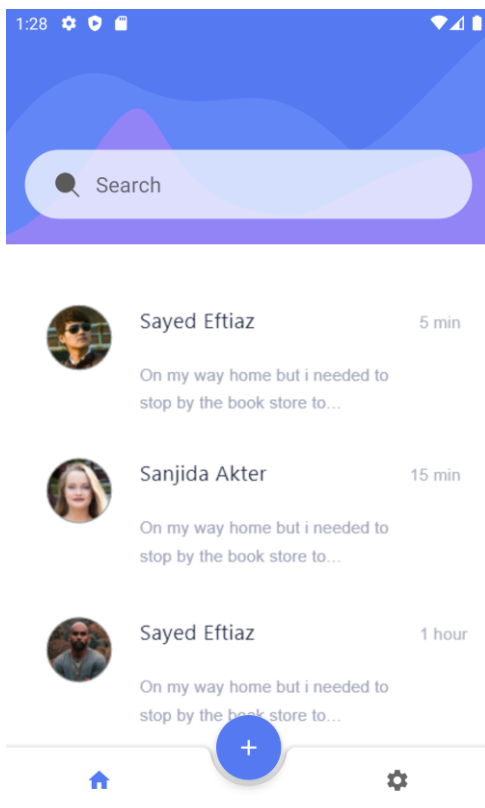 1:28
Search
Sayed Eftiaz
5 min
On my way home but i needed to
stop by the book store to...
Sanjida Akter
15 min
On my way home but i needed to
stop by the book store to...
Sayed Eftiaz
1 hour
On my way home but i needed to
stop by the book store to...
+